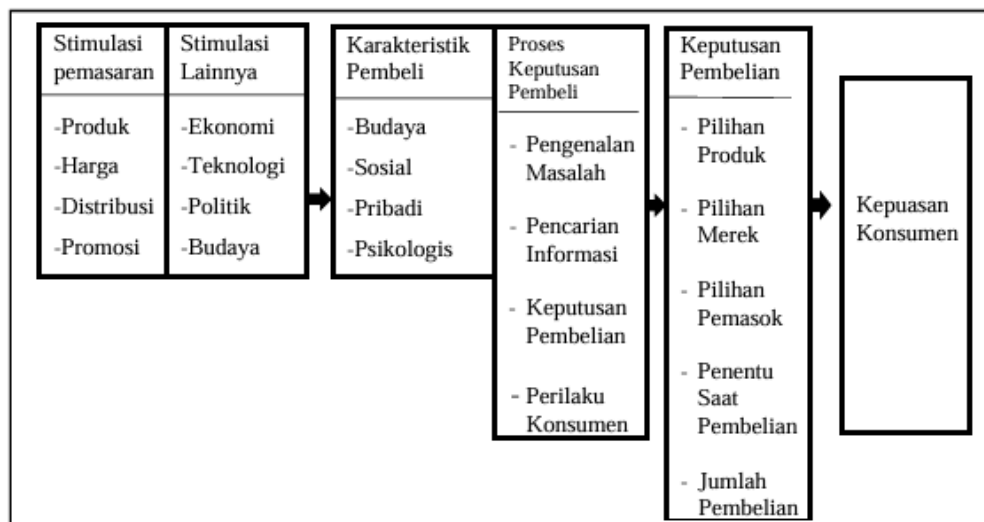 Stimulasi
pemasaran
-Produk
-Harga
-Distribusi
-Promosi
Stimulasi
Lainnya
-Ekonomi
-Teknologi
-Politik
-Budaya
Karakteristik
Pembeli
-Budaya
-Sosial
-Pribadi
-Psikologis
Proses
Keputusan
Pembeli
- Pengenalan
Masalah
- Pencarian
Informasi
- Keputusan
Pembelian
- Perilaku
Konsumen
Keputusan
Pembelian
- Pilihan
Produk
- Pilihan
Merek
- Pilihan
Pemasok
- Penentu
Saat
Pembelian
- Jumlah
Pembelian
Kepuasan
Konsumen